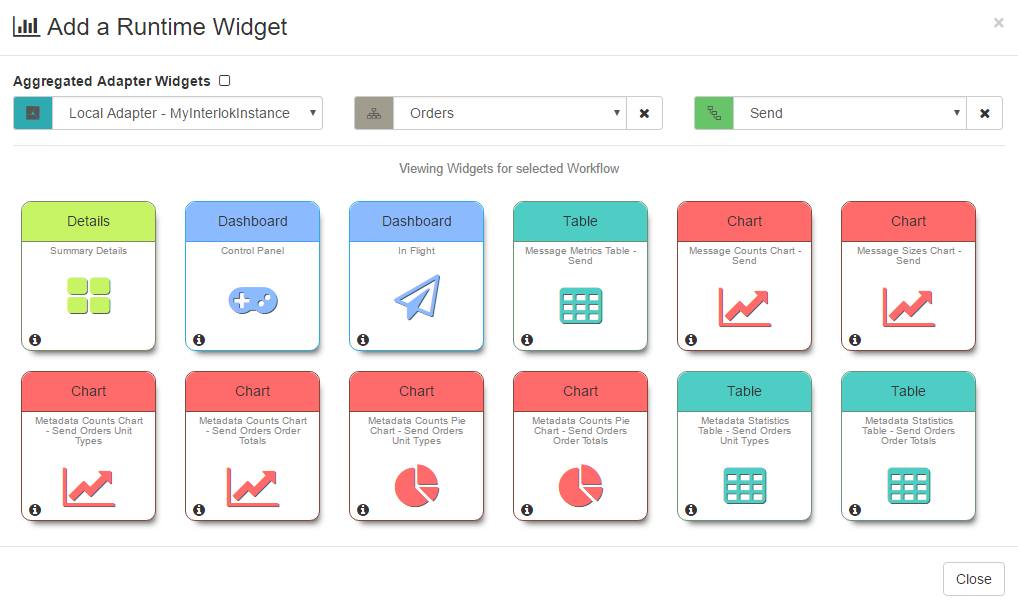 Add a Runtime Widget
×
Aggregated Adapter Widgets
Local Adapter - MyInterlokInstance
Orders
Send
Viewing Widgets for selected Workflow
Details
Summary Details
Dashboard
Control Panel
Dashboard
In Flight
Table
Message Metrics Table -
Send
Chart
Message Counts Chart -
Send
Chart
Message Sizes Chart -
Send
Chart
Metadata Counts Chart
- Send Orders Unit
Types
Chart
Metadata Counts Chart
- Send Orders Order
Totals
Chart
Metadata Counts Pie
Chart - Send Orders
Unit Types
Chart
Metadata Counts Pie
Chart - Send Orders
Order Totals
Table
Metadata Statistics
Table - Send Orders
Unit Types
Table
Metadata Statistics
Table - Send Orders
Order Totals
Close